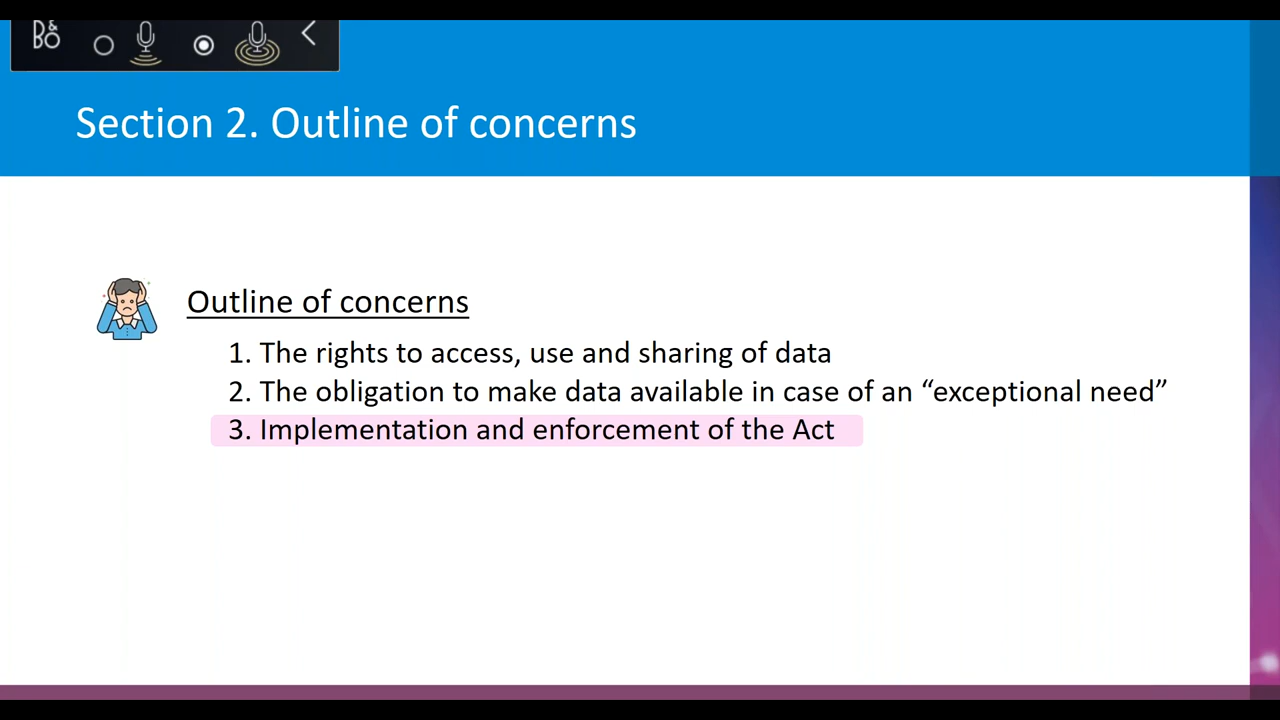 B&O
Section 2. Outline of concerns
Outline of concerns
1. The rights to access, use and sharing of data
2. The obligation to make data available in case of an “exceptional need”
3. Implementation and enforcement of the Act